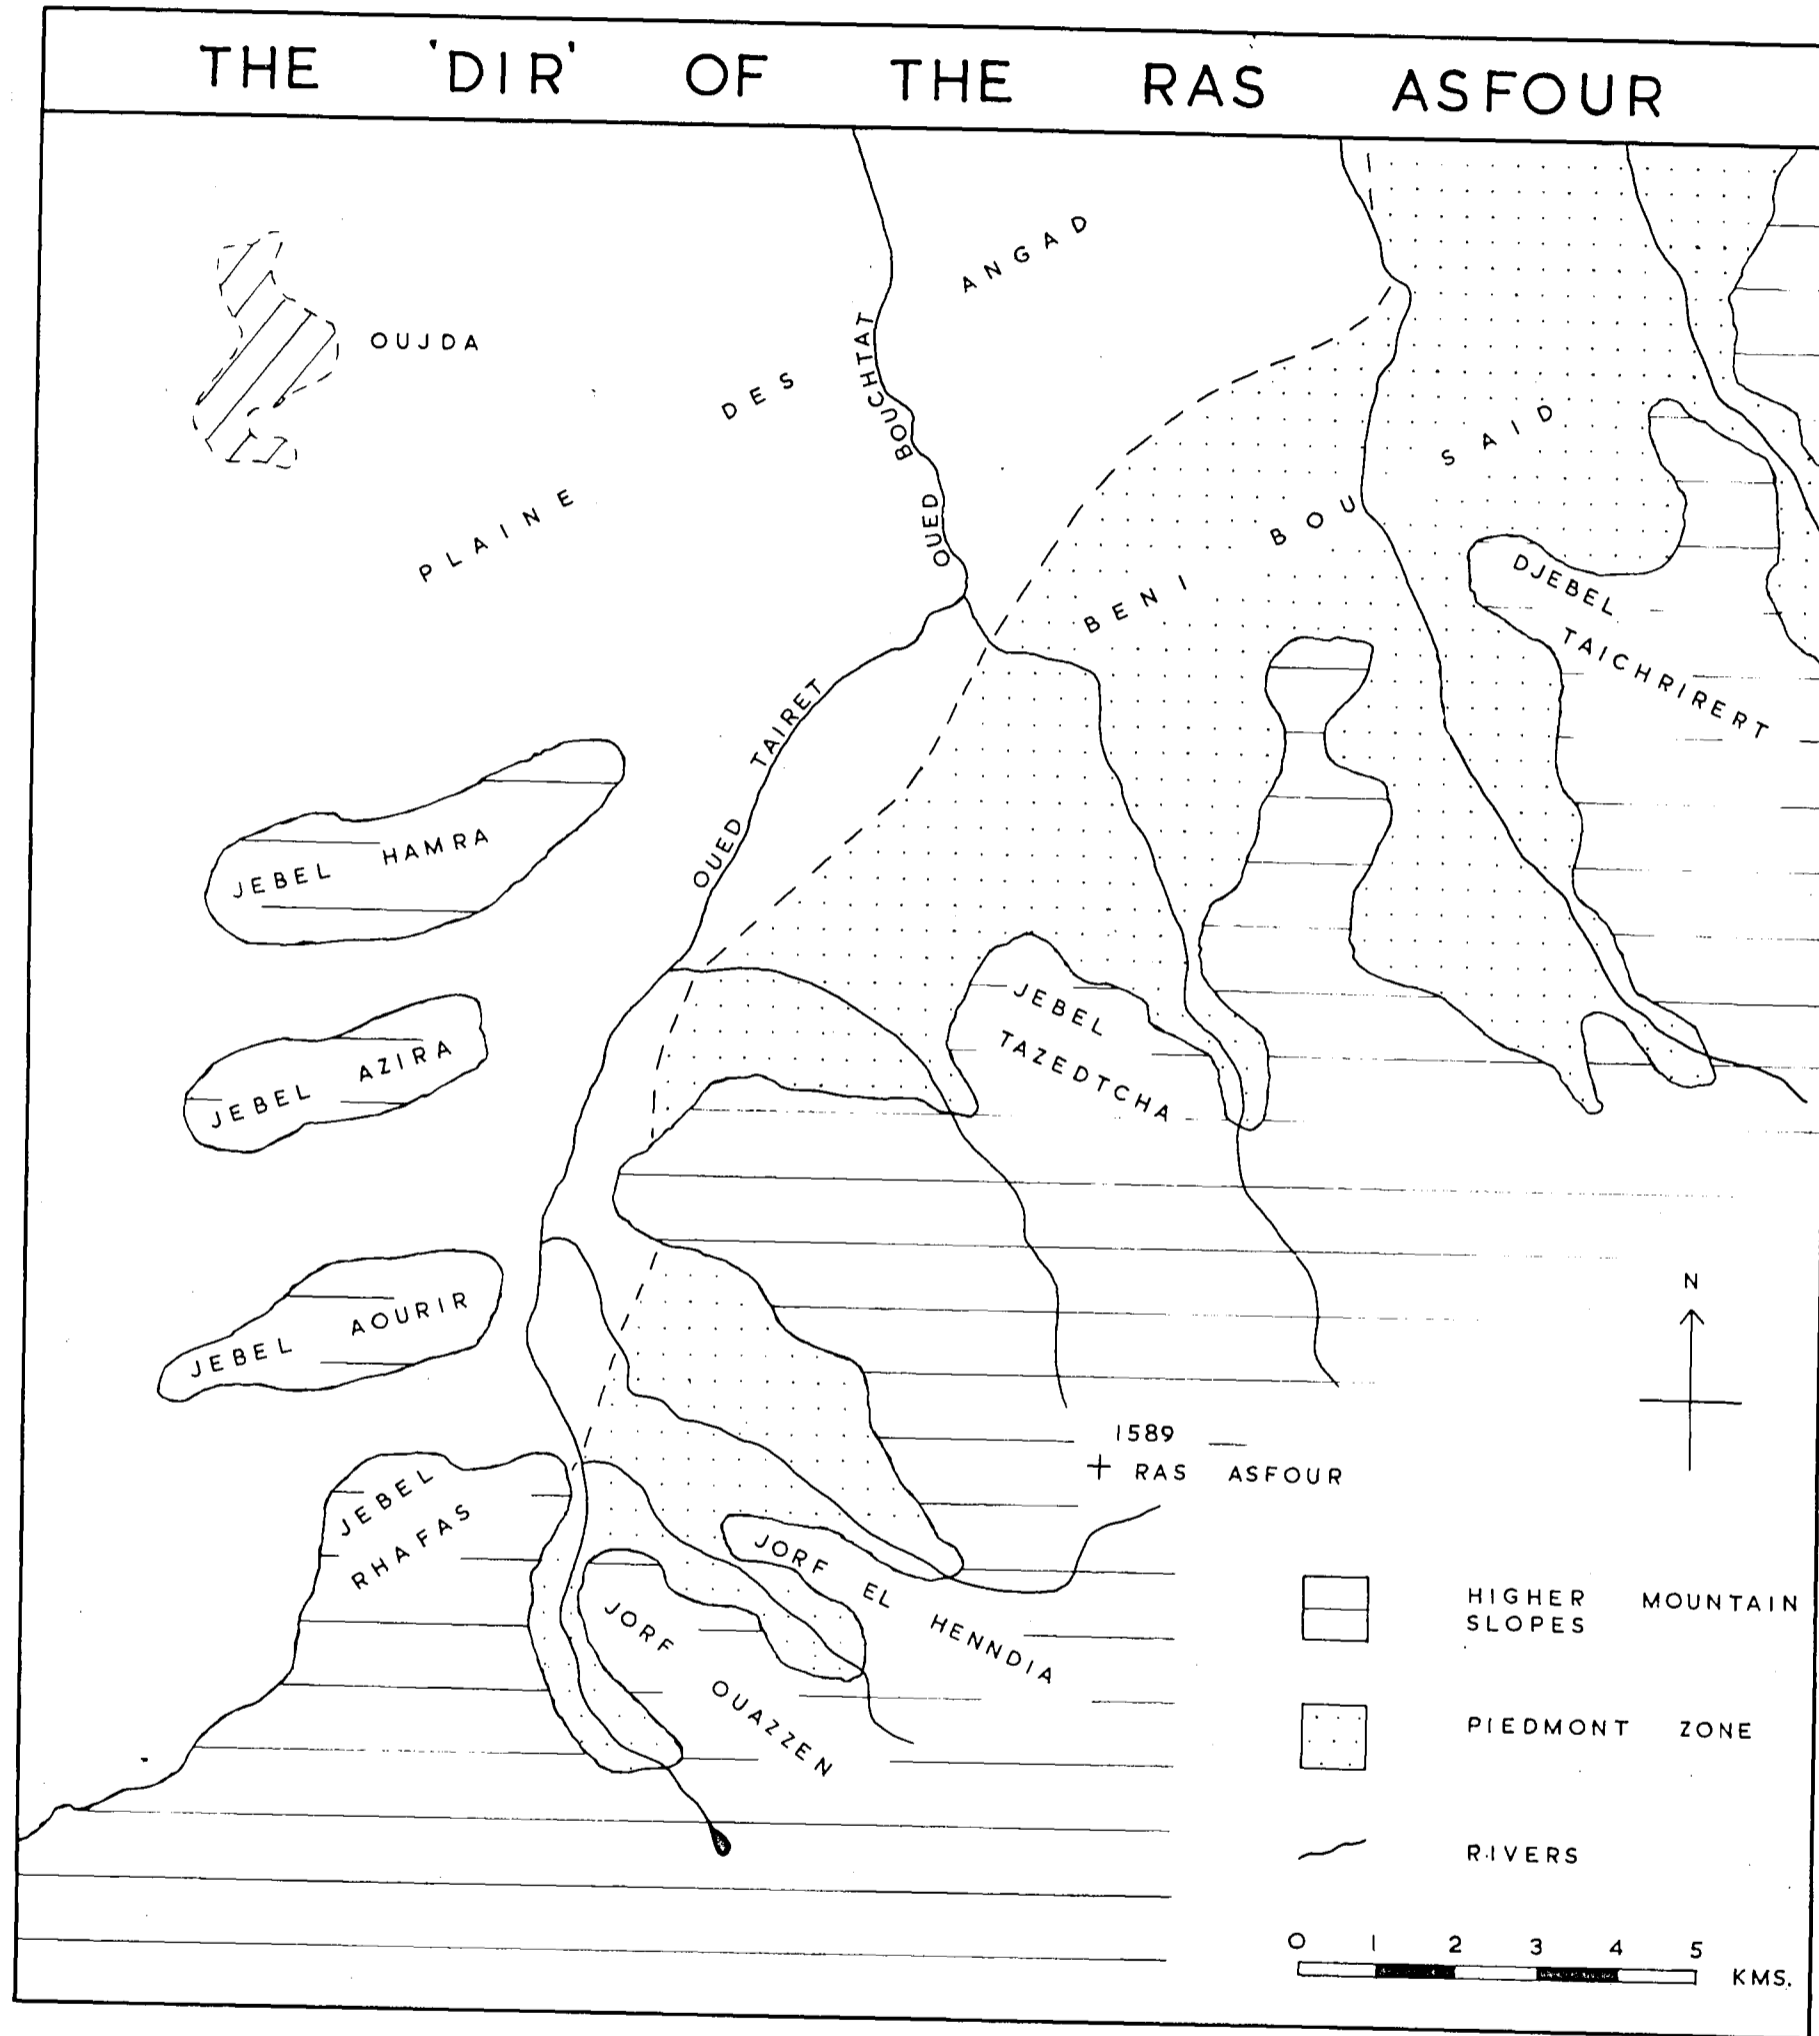 THE 'DIR' OF THE RAS ASFOUR
OUJDA
PLAINE DES ANGAD
OUED BOUCHTAT
BENI BOU SAID
DJEBEL
TAICHRIRERT
OUED TAIRET
JEBEL HAMRA
JEBEL AZIRA
JEBEL
TAZEDTCHA
JEBEL AOURIR
N
1589
+ RAS ASFOUR
JEBEL
RHAFAS
JORF EL HENNDIA
JORF OUAZZEN
HIGHER MOUNTAIN
SLOPES
PIEDMONT ZONE
RIVERS
0 1 2 3 4 5
KMS.